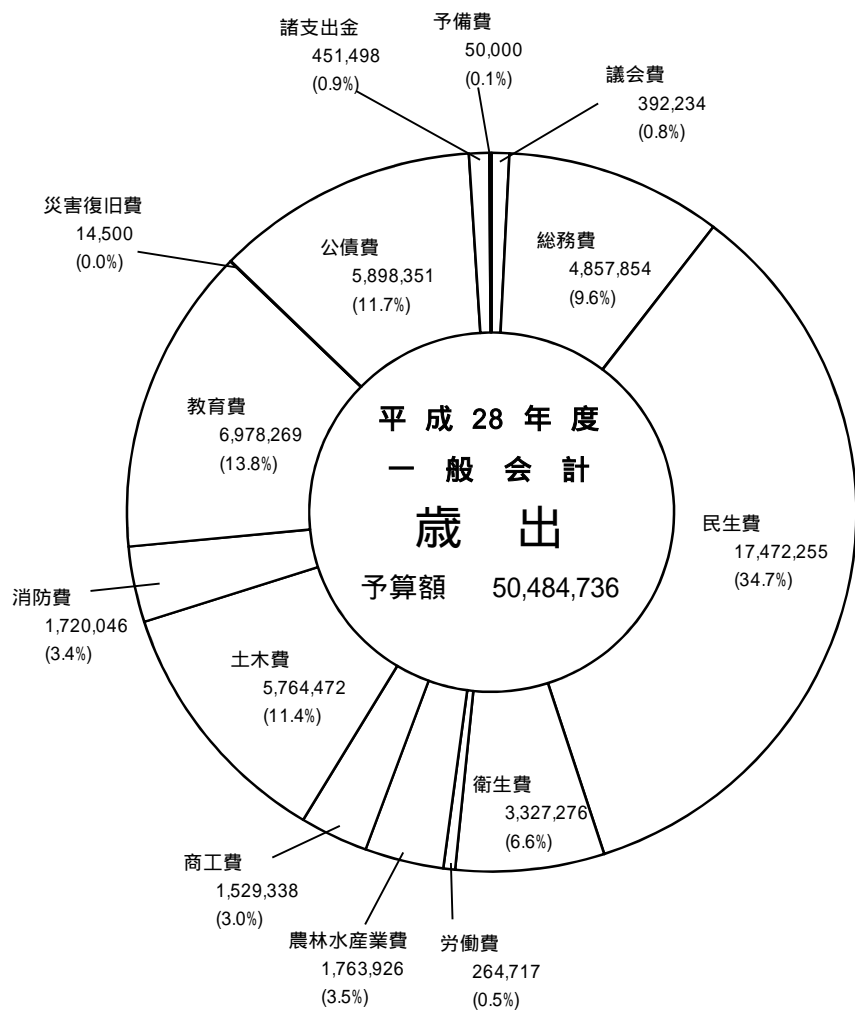 諸支出金
451,498
(0.9%)
予備費
50,000
(0.1%)
議会費
392,234
(0.8%)
災害復旧費
14,500
(0.0%)
公債費
5,898,351
(11.7%)
総務費
4,857,854
(9.6%)
教育費
6,978,269
(13.8%)
平成28年度
一般会計
歳出
予算額 50,484,736
民生費
17,472,255
(34.7%)
消防費
1,720,046
(3.4%)
土木費
5,764,472
(11.4%)
衛生費
3,327,276
(6.6%)
商工費
1,529,338
(3.0%)
農林水産業費
1,763,926
(3.5%)
労働費
264,717
(0.5%)